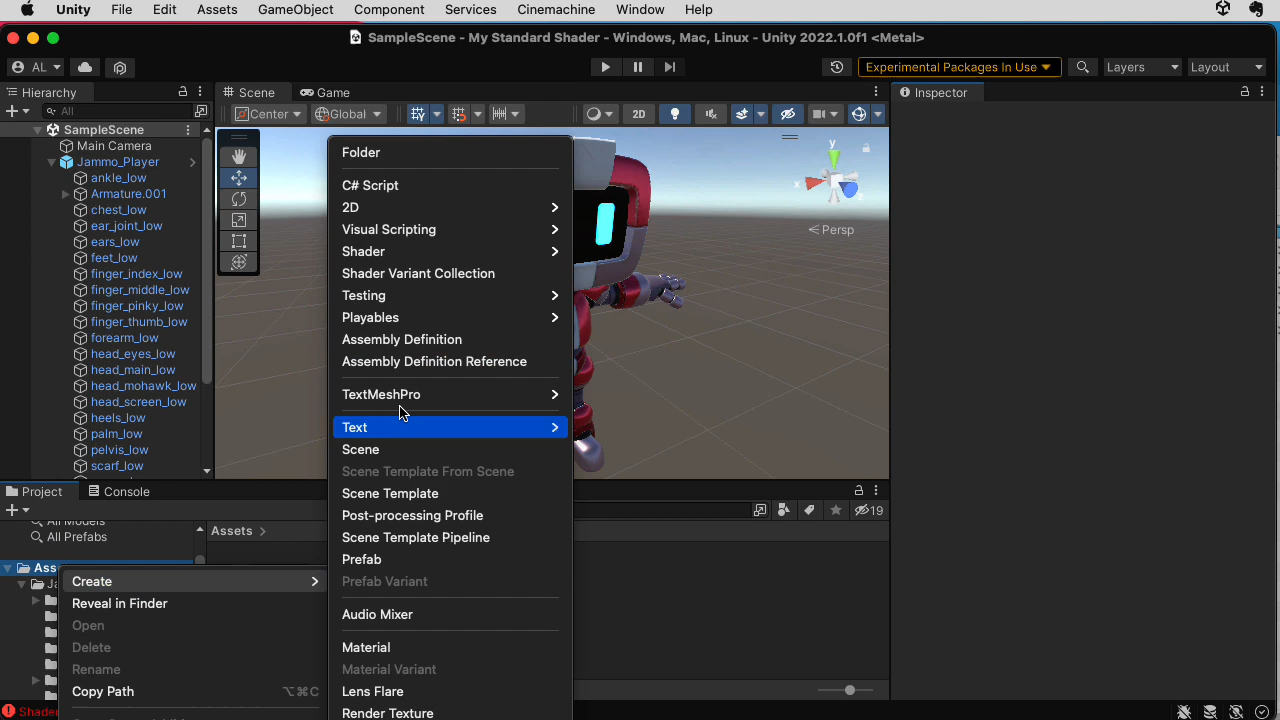 Unity File Edit Assets GameObject Component Services Cinemachine Window Help
SampleScene - My Standard Shader - Windows, Mac, Linux - Unity 2022.1.0f1 <Metal>
AL Experimental Packages In Use Layers Layout
Hierarchy Scene Game Inspector
All Center Global 2D
SampleScene
Main Camera
Jammo_Player
ankle_low
Armature.001
chest_low
ear_joint_low
ears_low
feet_low
finger_index_low
finger_middle_low
finger_pinky_low
finger_thumb_low
forearm_low
head_eyes_low
head_main_low
head_mohawk_low
head_screen_low
heels_low
palm_low
pelvis_low
scarf_low
y
x
z
Persp
Folder
C# Script
2D
Visual Scripting
Shader
Shader Variant Collection
Testing
Playables
Assembly Definition
Assembly Definition Reference
TextMeshPro
Text
Scene
Scene Template From Scene
Scene Template
Post-processing Profile
Scene Template Pipeline
Prefab
Prefab Variant
Audio Mixer
Material
Material Variant
Lens Flare
Render Texture
Project Console
19
All Models
All Prefabs
Assets
Ass
Ja
Create
Reveal in Finder
Open
Delete
Rename
Copy Path ⌥⌘C
Shader